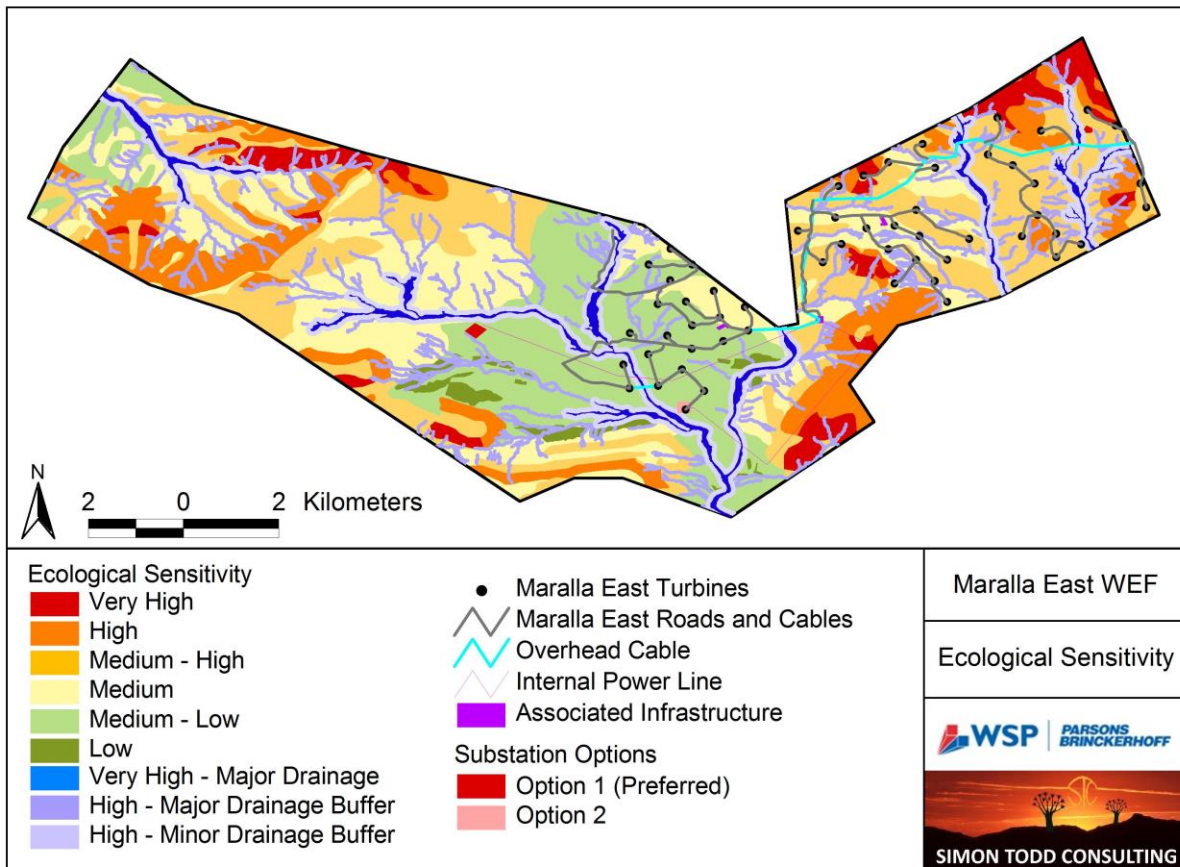 N
2 0 2 Kilometers
Ecological Sensitivity
Very High
High
Medium - High
Medium
Medium - Low
Low
Very High - Major Drainage
High - Major Drainage Buffer
High - Minor Drainage Buffer
Maralla East Turbines
Maralla East Roads and Cables
Overhead Cable
Internal Power Line
Associated Infrastructure
Substation Options
Option 1 (Preferred)
Option 2
Maralla East WEF
Ecological Sensitivity
WSP PARSONS
BRINCKERHOFF
SIMON TODD CONSULTING